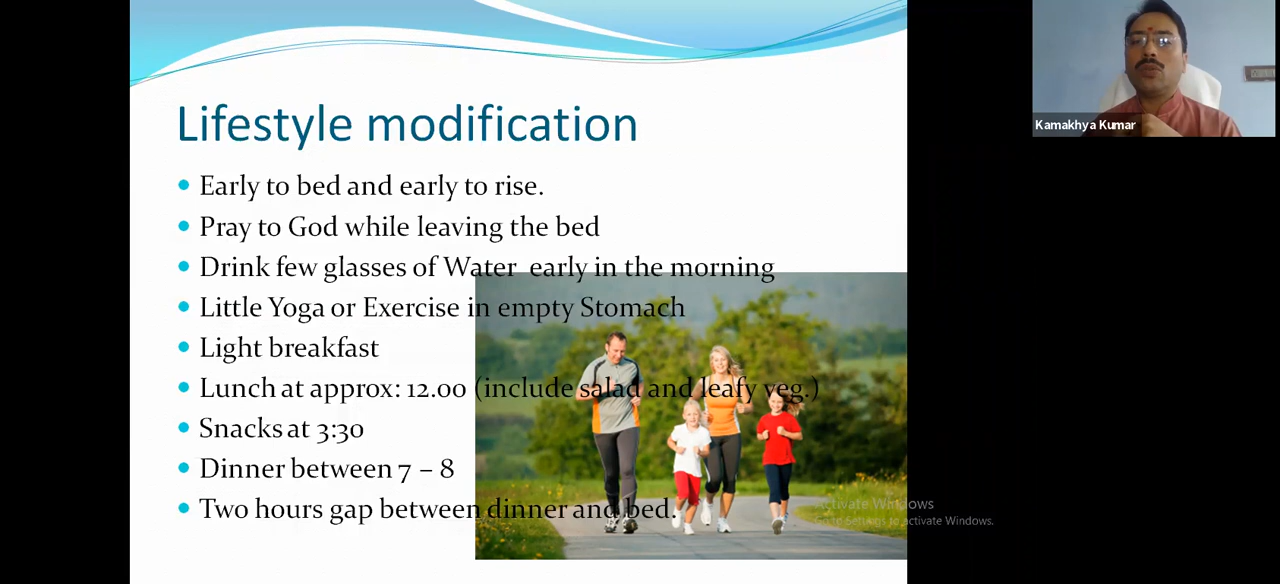 Lifestyle modification
Early to bed and early to rise.
Pray to God while leaving the bed
Drink few glasses of Water early in the morning
Little Yoga or Exercise in empty Stomach
Light breakfast
Lunch at approx: 12.00 (include salad and leafy veg.)
Snacks at 3:30
Dinner between 7 – 8
Two hours gap between dinner and bed.
Kamakhya Kumar
Activate Windows
Go to Settings to activate Windows.